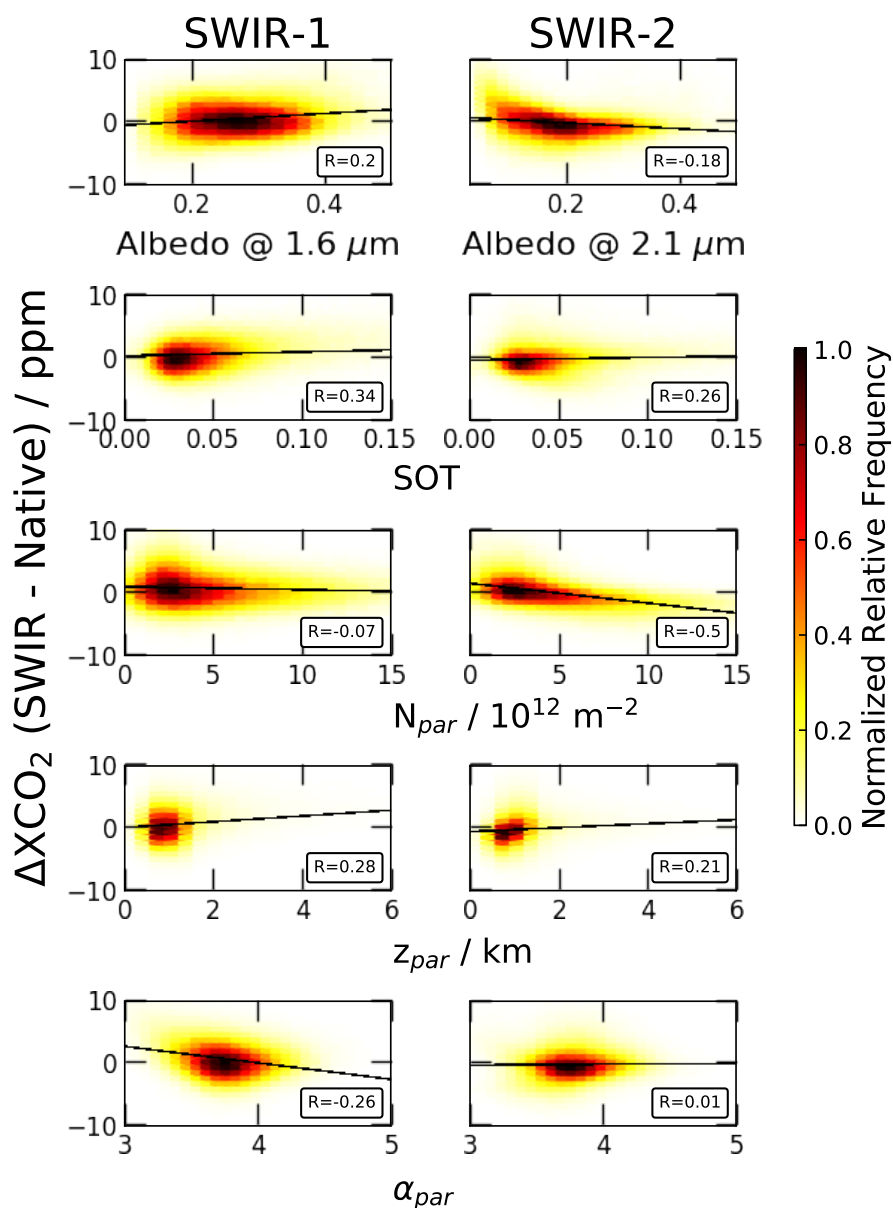 SWIR-1 SWIR-2
10
0
−10
R=0.2 R=-0.18
0.2 0.4 0.2 0.4
Albedo @ 1.6 μm Albedo @ 2.1 μm
ΔXCO₂ (SWIR - Native) / ppm
10
0
−10
R=0.34 R=0.26
0.00 0.05 0.10 0.15 0.00 0.05 0.10 0.15
SOT
10
0
−10
R=-0.07 R=-0.5
0 5 10 15 0 5 10 15
N_par / 10¹² m⁻²
10
0
−10
R=0.28 R=0.21
0 2 4 6 0 2 4 6
z_par / km
10
0
−10
R=-0.26 R=0.01
3 4 5 3 4 5
α_par
1.0
0.8
0.6
0.4
0.2
0.0
Normalized Relative Frequency